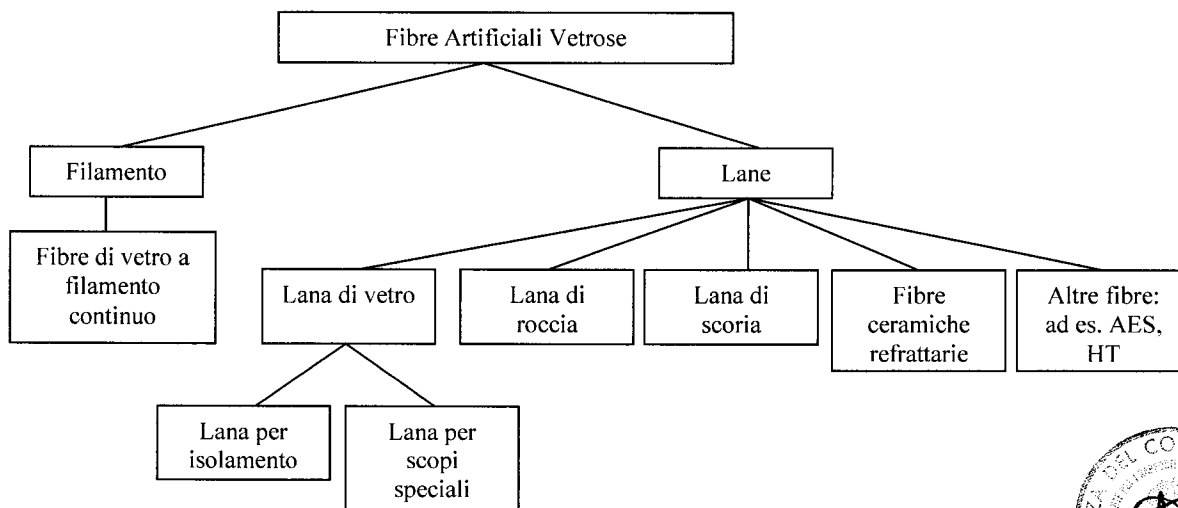 Fibre Artificiali Vetrose
Filamento
Lane
Fibre di vetro a
filamento
continuo
Lana di vetro
Lana di
roccia
Lana di
scoria
Fibre
ceramiche
refrattarie
Altre fibre:
ad es. AES,
HT
Lana per
isolamento
Lana per
scopi
speciali
DEL